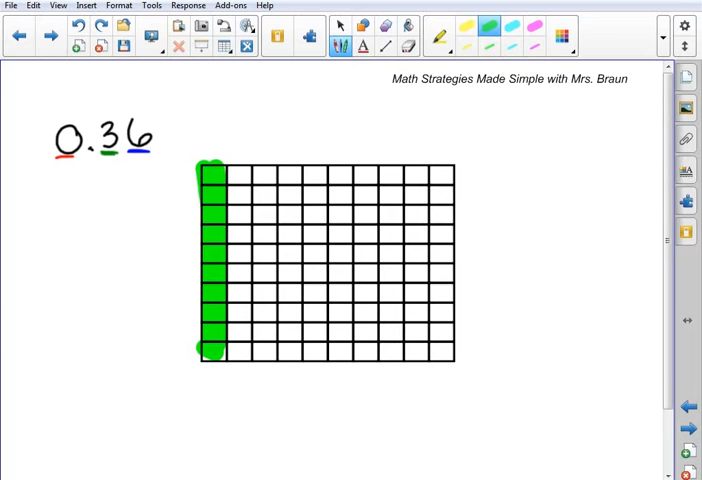 File Edit View Insert Format Tools Response Add-ons Help
Math Strategies Made Simple with Mrs. Braun
0.36